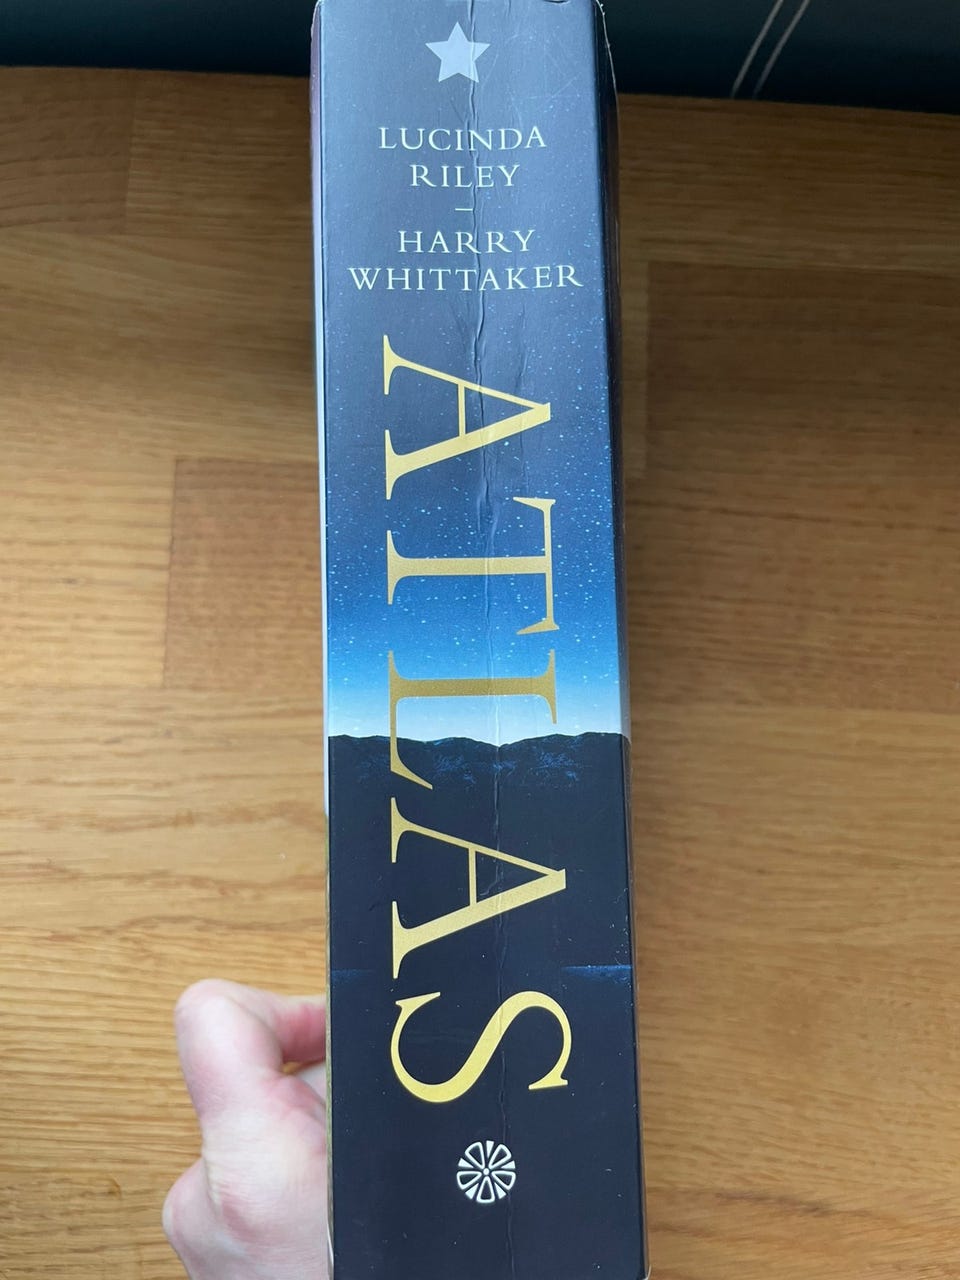 LUCINDA
RILEY
–
HARRY
WHITTAKER
ATLAS